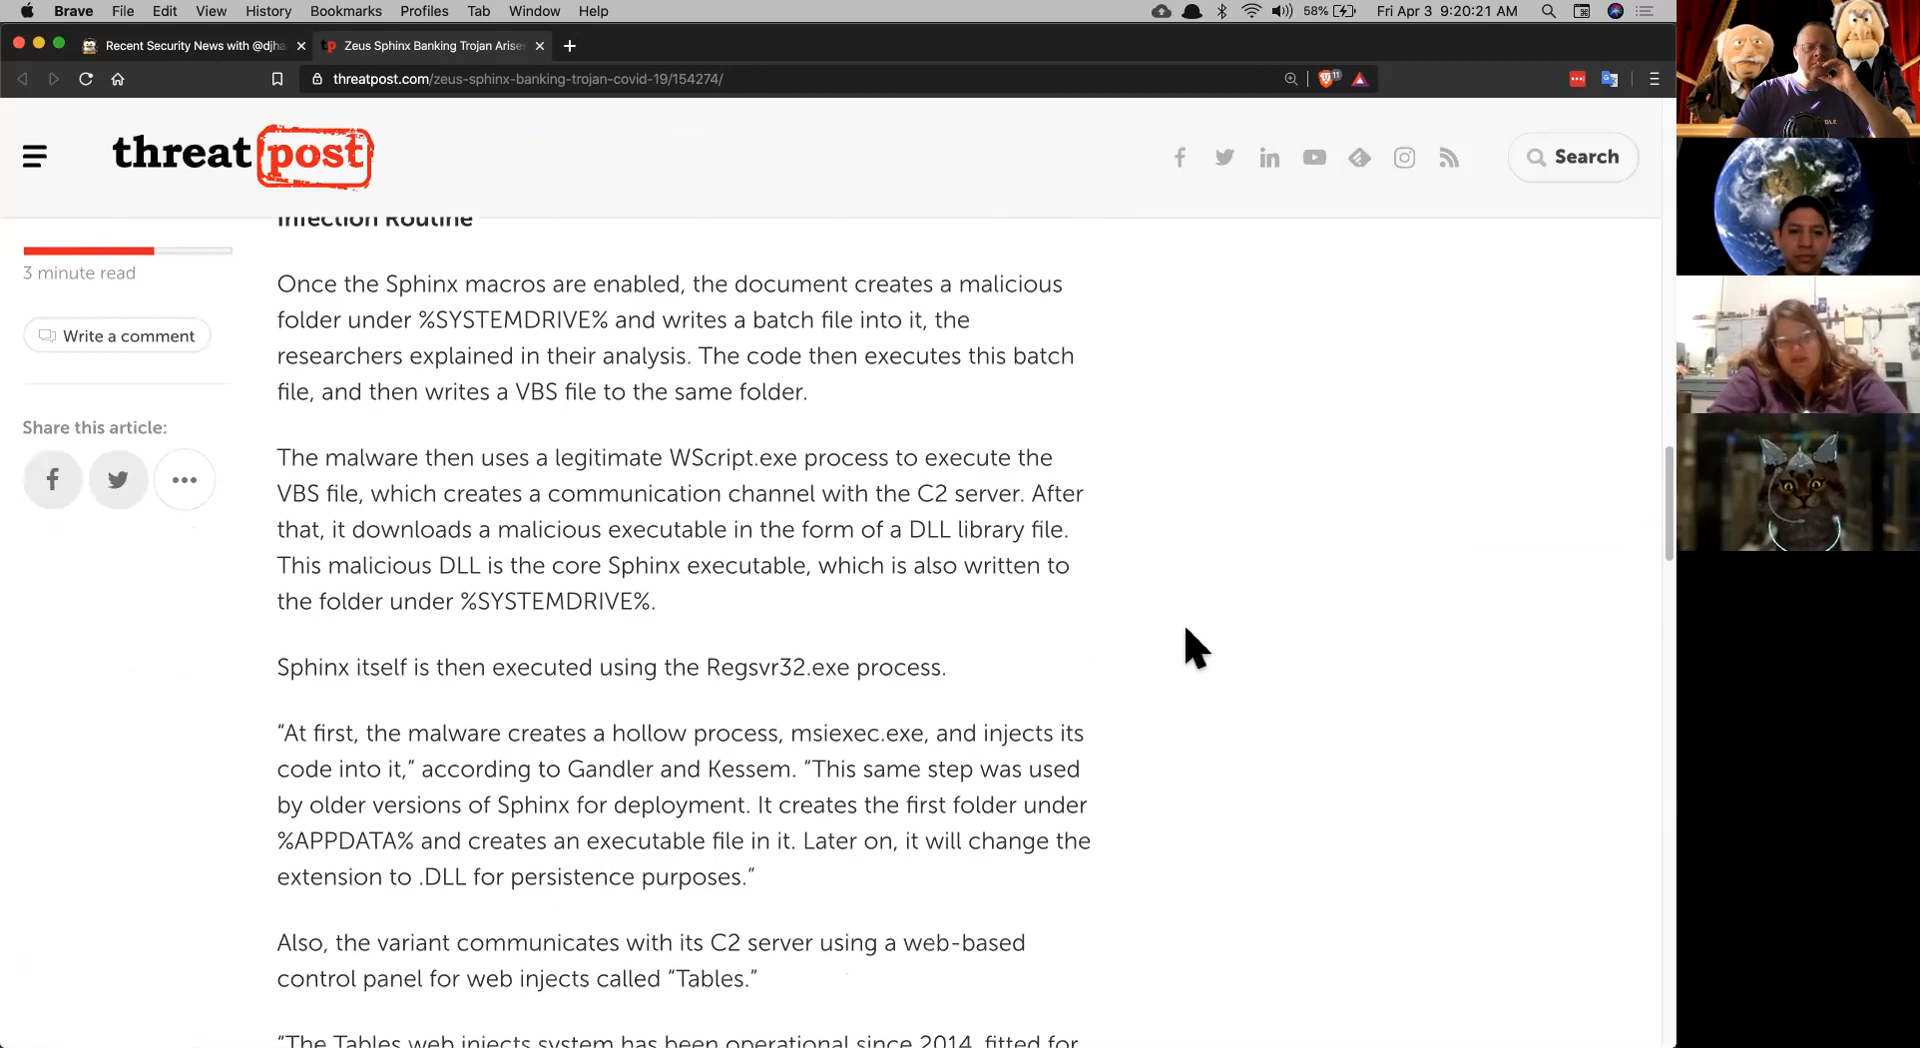 Brave File Edit View History Bookmarks Profiles Tab Window Help 58% Fri Apr 3 9:20:21 AM
Recent Security News with @djha
Zeus Sphinx Banking Trojan Arise
threatpost.com/zeus-sphinx-banking-trojan-covid-19/154274/
11
threatpost
Search
Infection Routine
3 minute read
Write a comment
Share this article:
Once the Sphinx macros are enabled, the document creates a malicious
folder under %SYSTEMDRIVE% and writes a batch file into it, the
researchers explained in their analysis. The code then executes this batch
file, and then writes a VBS file to the same folder.
The malware then uses a legitimate WScript.exe process to execute the
VBS file, which creates a communication channel with the C2 server. After
that, it downloads a malicious executable in the form of a DLL library file.
This malicious DLL is the core Sphinx executable, which is also written to
the folder under %SYSTEMDRIVE%.
Sphinx itself is then executed using the Regsvr32.exe process.
“At first, the malware creates a hollow process, msiexec.exe, and injects its
code into it,” according to Gandler and Kessem. “This same step was used
by older versions of Sphinx for deployment. It creates the first folder under
%APPDATA% and creates an executable file in it. Later on, it will change the
extension to .DLL for persistence purposes.”
Also, the variant communicates with its C2 server using a web-based
control panel for web injects called “Tables.”
“The Tables web injects system has been operational since 2014, fitted for